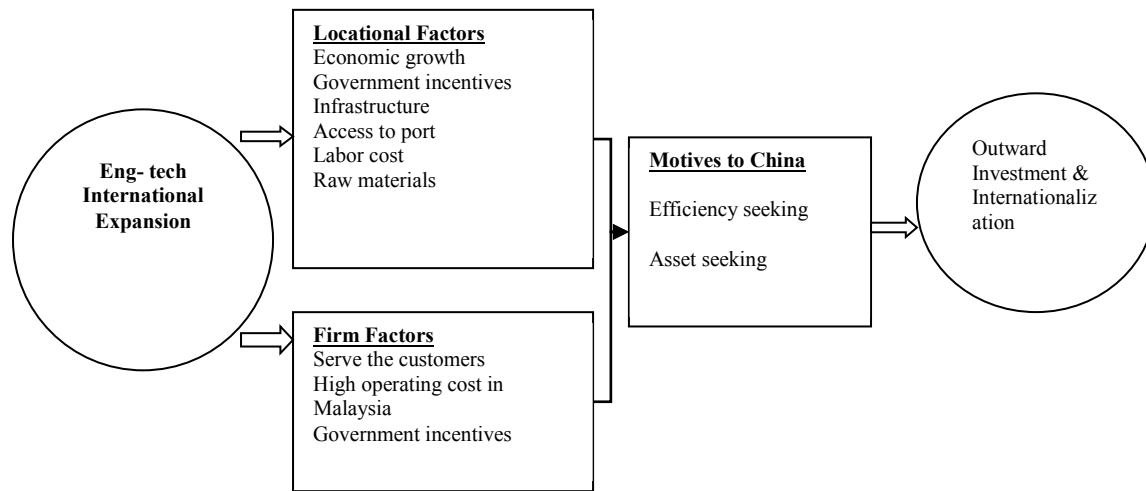 Eng- tech
International
Expansion
Locational Factors
Economic growth
Government incentives
Infrastructure
Access to port
Labor cost
Raw materials
Firm Factors
Serve the customers
High operating cost in
Malaysia
Government incentives
Motives to China
Efficiency seeking
Asset seeking
Outward
Investment &
Internationaliz
ation